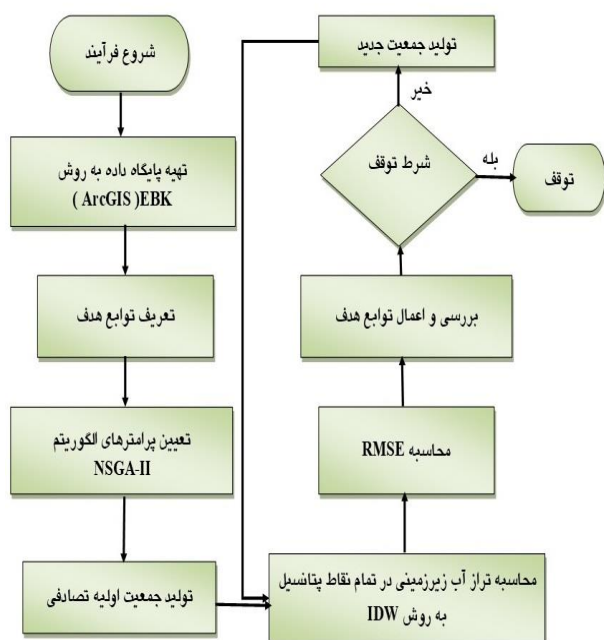 شروع فرآیند
تهیه پایگاه داده به روش
( ArcGIS )EBK
تعریف توابع هدف
تعیین پرامترهای الگوریتم
NSGA-II
تولید جمعیت اولیه تصادفی
محاسبه تراز آب زیرزمینی در تمام نقاط پتانسیل
به روش IDW
محاسبه RMSE
بررسی و اعمال توابع هدف
شرط توقف
بله
توقف
خیر
تولید جمعیت جدید